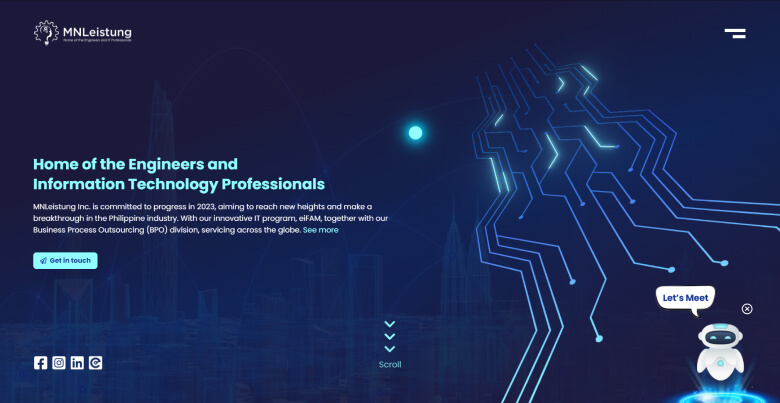 MNLeistung
Home of the Engineers and IT Professionals
Home of the Engineers and
Information Technology Professionals
MNLeistung Inc. is committed to progress in 2023, aiming to reach new heights and make a
breakthrough in the Philippine industry. With our innovative IT program, eiFAM, together with our
Business Process Outsourcing (BPO) division, servicing across the globe. See more
Get in touch
Let's Meet
Scroll